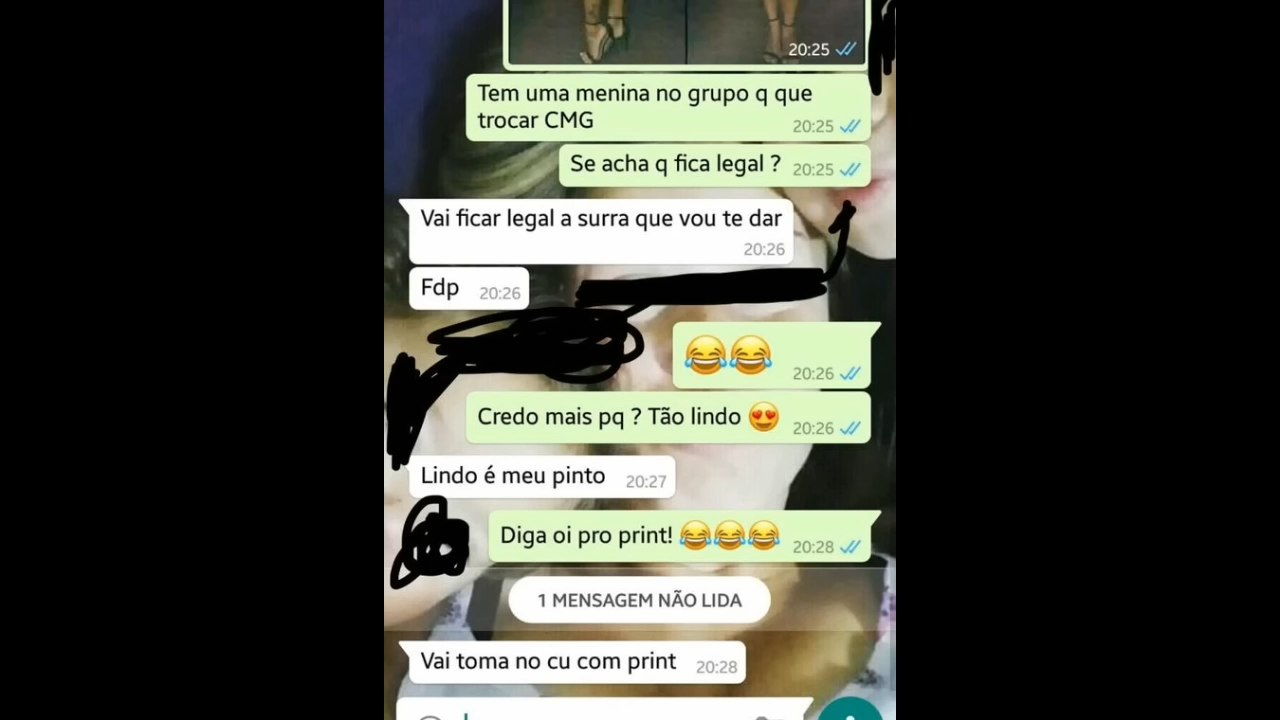 20:25
Tem uma menina no grupo q que
trocar CMG
20:25
Se acha q fica legal ? 20:25
Vai ficar legal a surra que vou te dar
20:26
Fdp 20:26
20:26
Credo mais pq ? Tão lindo 20:26
Lindo é meu pinto 20:27
Diga oi pro print! 20:28
1 MENSAGEM NÃO LIDA
Vai toma no cu com print 20:28